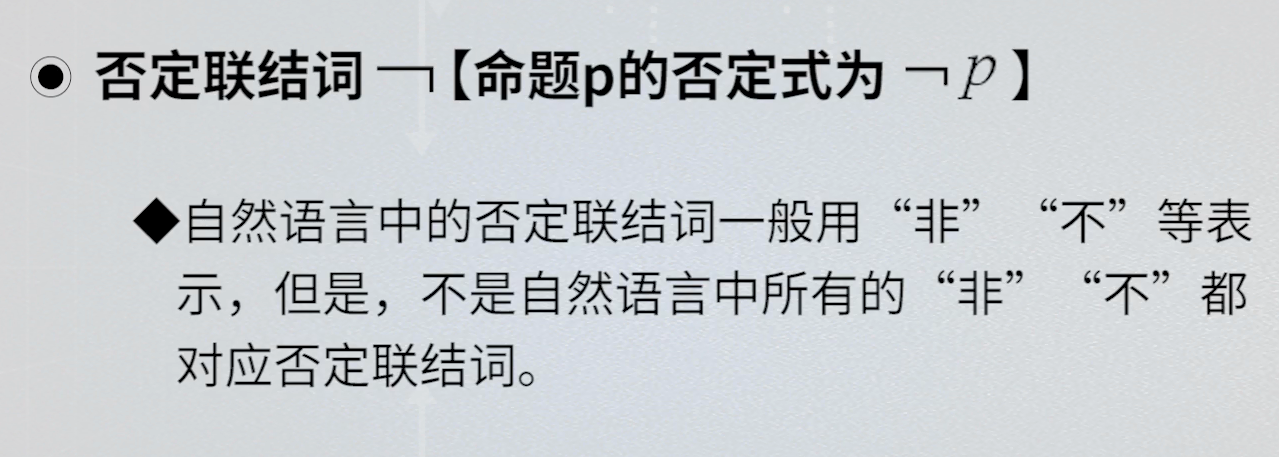 否定联结词 ¬【命题p的否定式为 ¬ p 】
◆自然语言中的否定联结词一般用“非” “不”等表
示，但是，不是自然语言中所有的“非” “不”都
对应否定联结词。